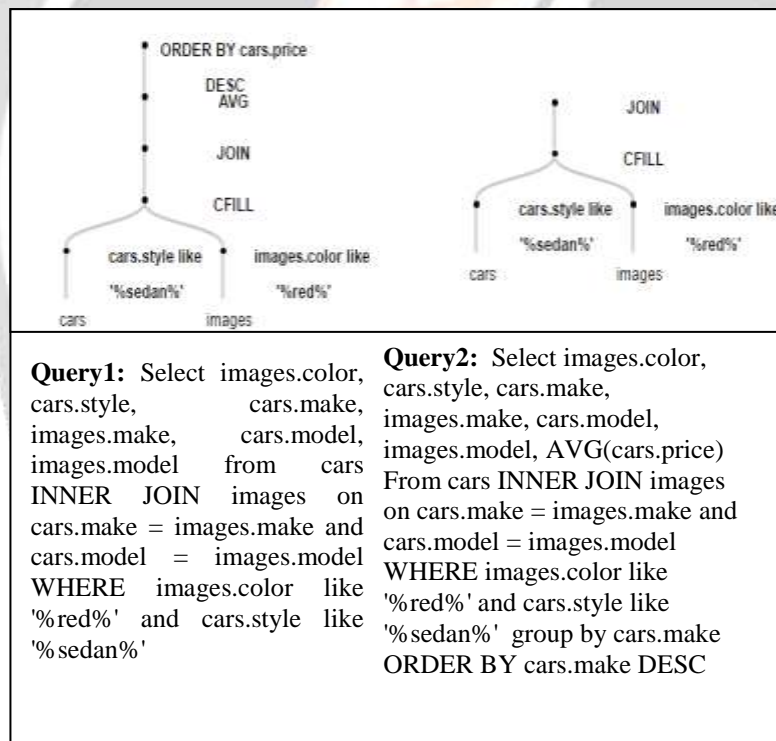 ORDER BY cars.price
DESC
AVG
JOIN
CFILL
cars.style like
images.color like
'%sedan%'
'%red%'
cars
images
JOIN
CFILL
cars.style like
images.color like
'%sedan%'
'%red%'
cars
images
Query1: Select images.color,
cars.style, cars.make,
images.make, cars.model,
images.model from cars
INNER JOIN images on
cars.make = images.make and
cars.model = images.model
WHERE images.color like
'%red%' and cars.style like
'%sedan%'
Query2: Select images.color,
cars.style, cars.make,
images.make, cars.model,
images.model, AVG(cars.price)
From cars INNER JOIN images
on cars.make = images.make and
cars.model = images.model
WHERE images.color like
'%red%' and cars.style like
'%sedan%' group by cars.make
ORDER BY cars.make DESC